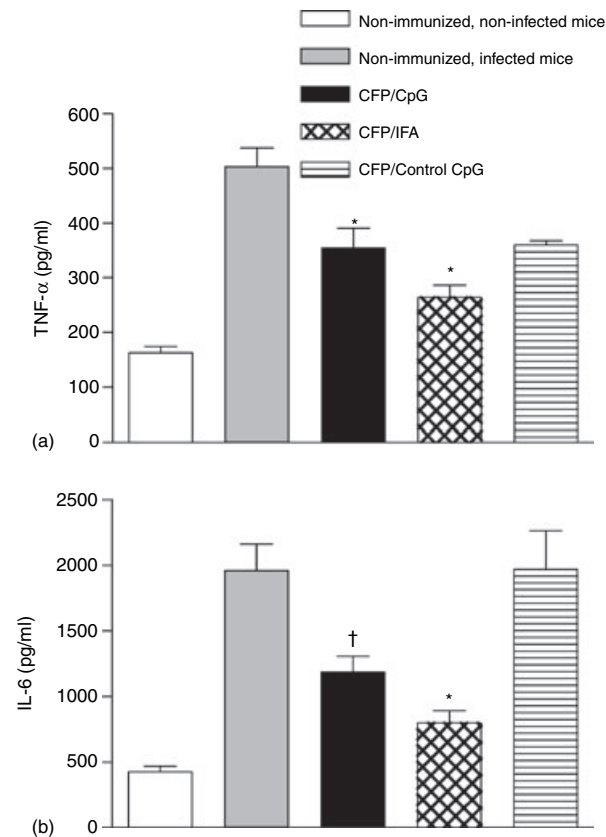 Non-immunized, non-infected mice
Non-immunized, infected mice
CFP/CpG
CFP/IFA
CFP/Control CpG
600
500
400
300
200
100
0
TNF-α (pg/ml)
*
*
(a)
2500
2000
1500
1000
500
0
IL-6 (pg/ml)
†
*
(b)